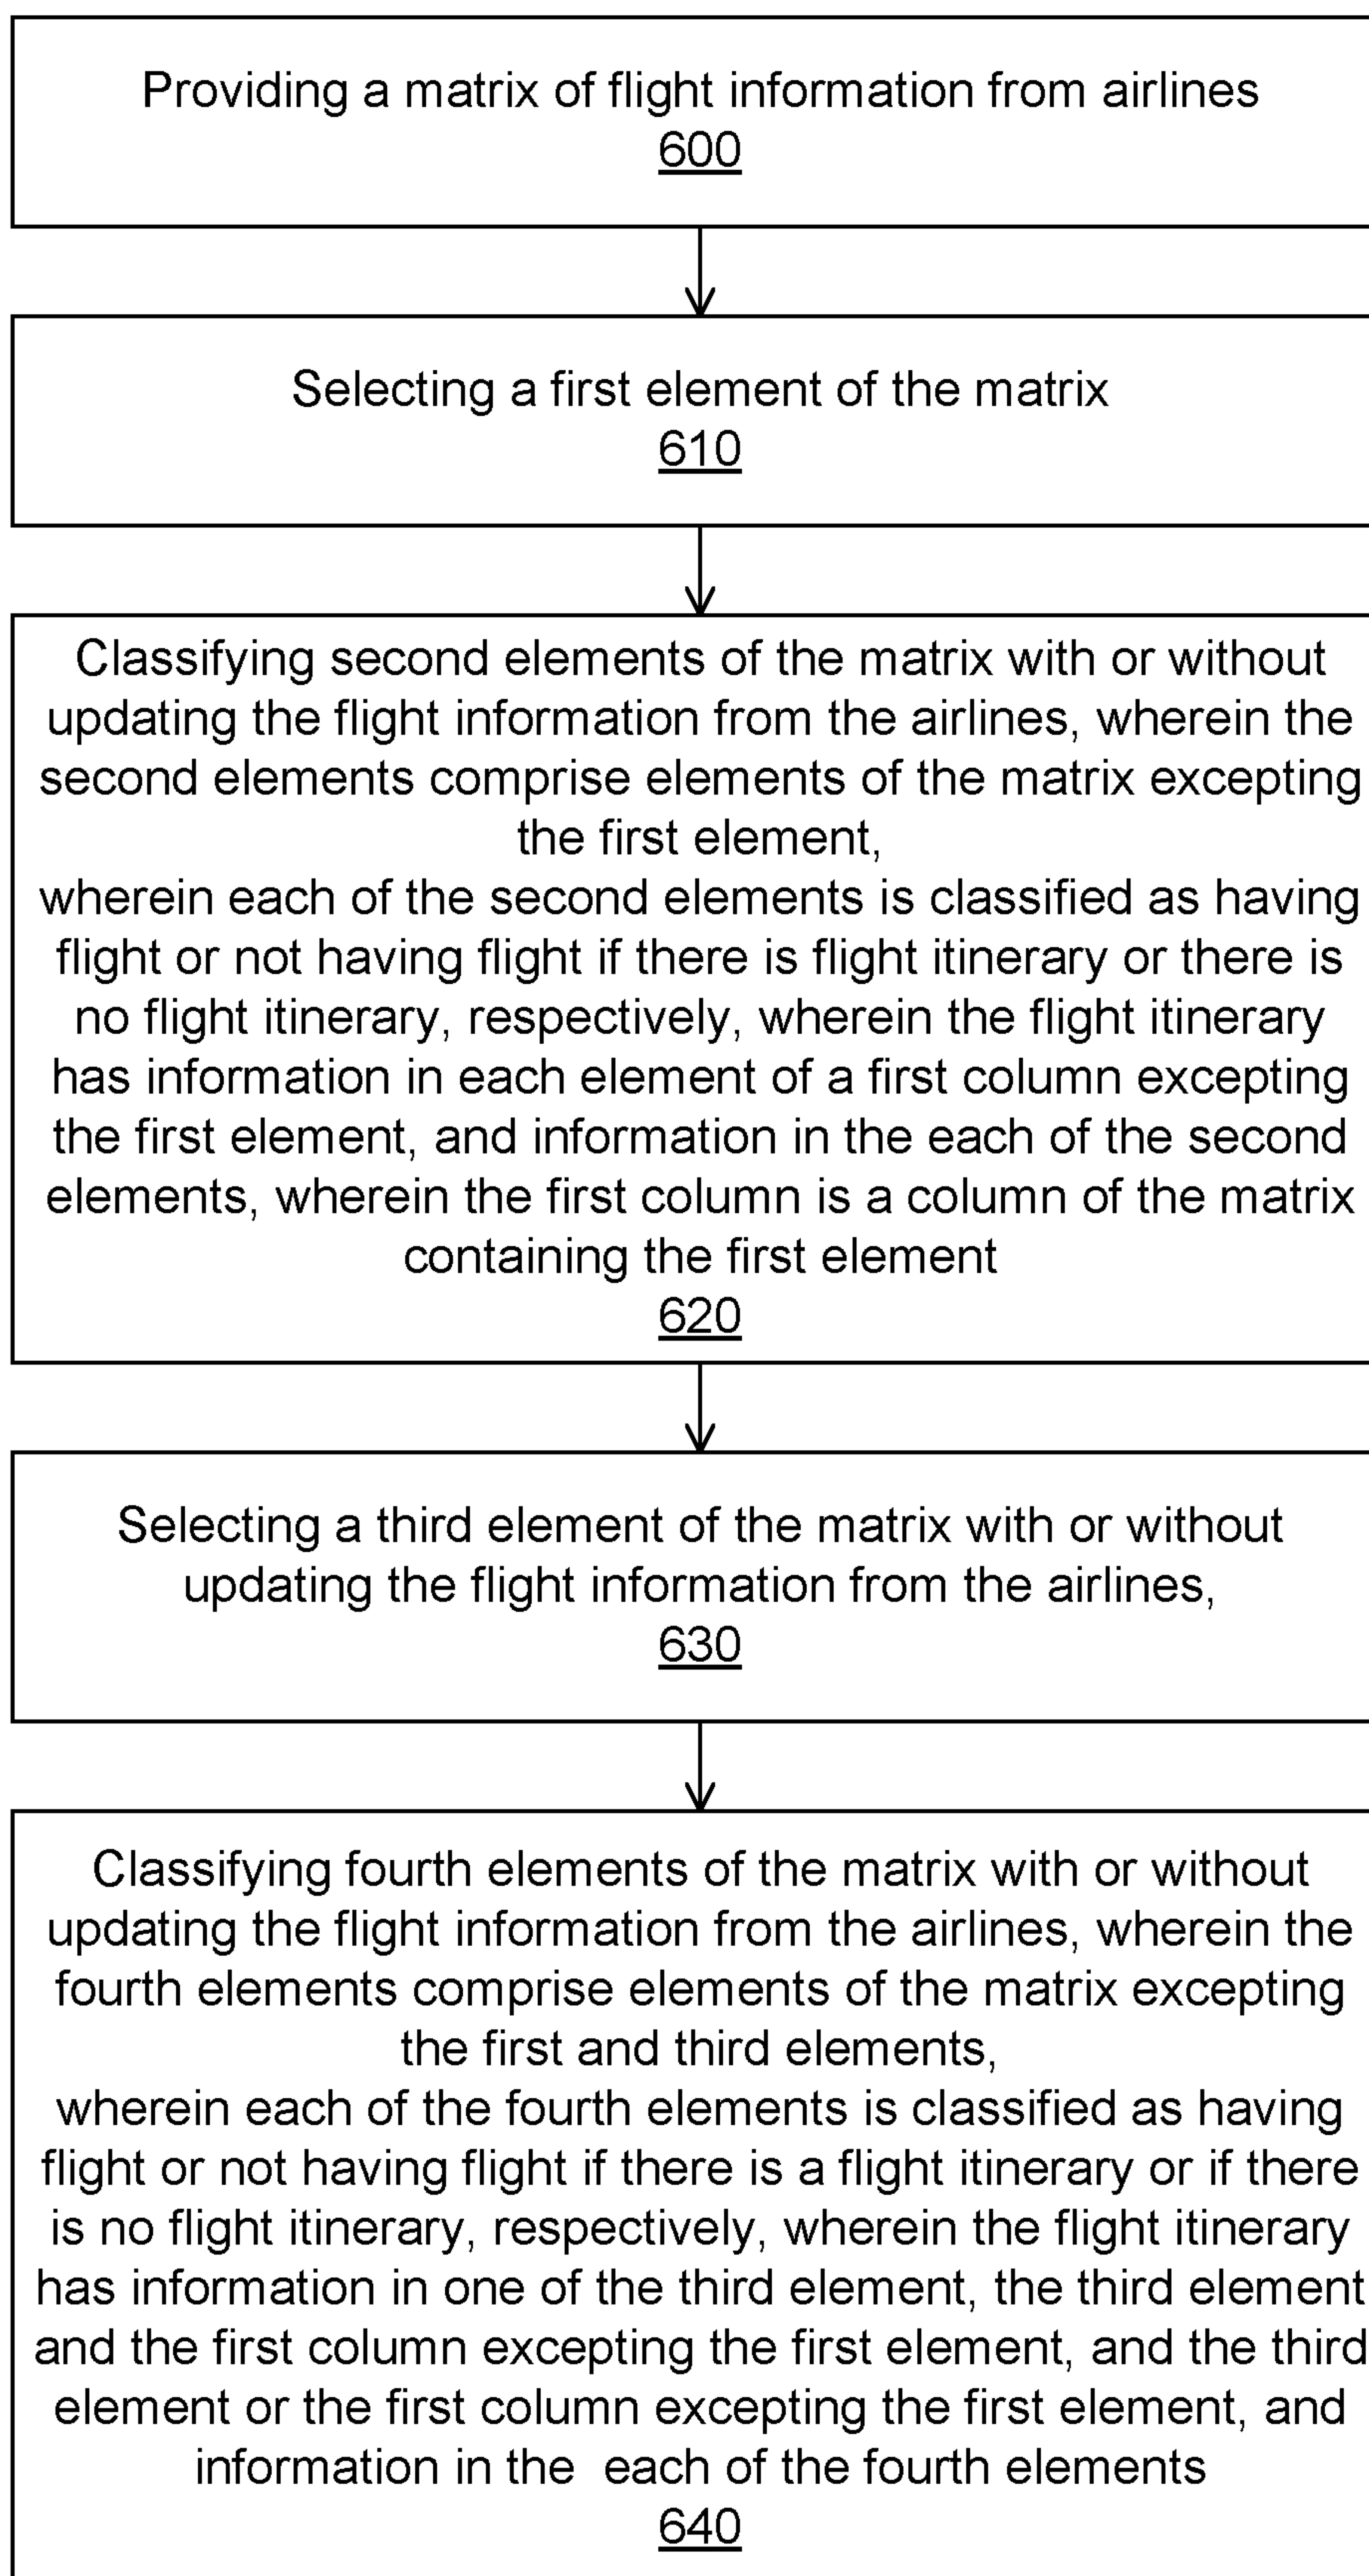 Providing a matrix of flight information from airlines
600
Selecting a first element of the matrix
610
Classifying second elements of the matrix with or without
updating the flight information from the airlines, wherein the
second elements comprise elements of the matrix excepting
the first element,
wherein each of the second elements is classified as having
flight or not having flight if there is flight itinerary or there is
no flight itinerary, respectively, wherein the flight itinerary
has information in each element of a first column excepting
the first element, and information in the each of the second
elements, wherein the first column is a column of the matrix
containing the first element
620
Selecting a third element of the matrix with or without
updating the flight information from the airlines,
630
Classifying fourth elements of the matrix with or without
updating the flight information from the airlines, wherein the
fourth elements comprise elements of the matrix excepting
the first and third elements,
wherein each of the fourth elements is classified as having
flight or not having flight if there is a flight itinerary or if there
is no flight itinerary, respectively, wherein the flight itinerary
has information in one of the third element, the third element
and the first column excepting the first element, and the third
element or the first column excepting the first element, and
information in the each of the fourth elements
640